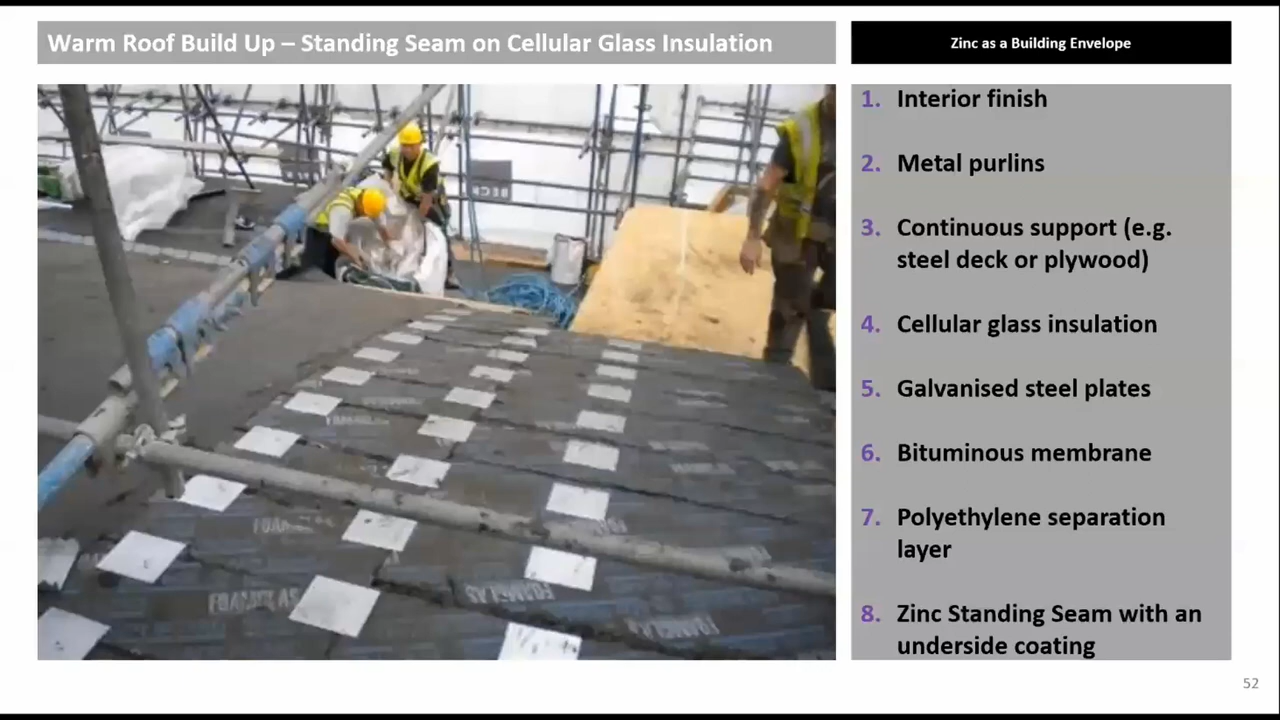 Warm Roof Build Up – Standing Seam on Cellular Glass Insulation
Zinc as a Building Envelope
1. Interior finish
2. Metal purlins
3. Continuous support (e.g.
steel deck or plywood)
4. Cellular glass insulation
5. Galvanised steel plates
6. Bituminous membrane
7. Polyethylene separation
layer
8. Zinc Standing Seam with an
underside coating
FOAMGLAS
FOAMGLAS
52